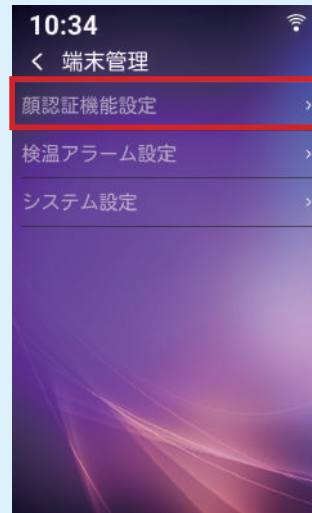 10:34
< 端末管理
顔認証機能設定 >
検温アラーム設定 >
システム設定 >